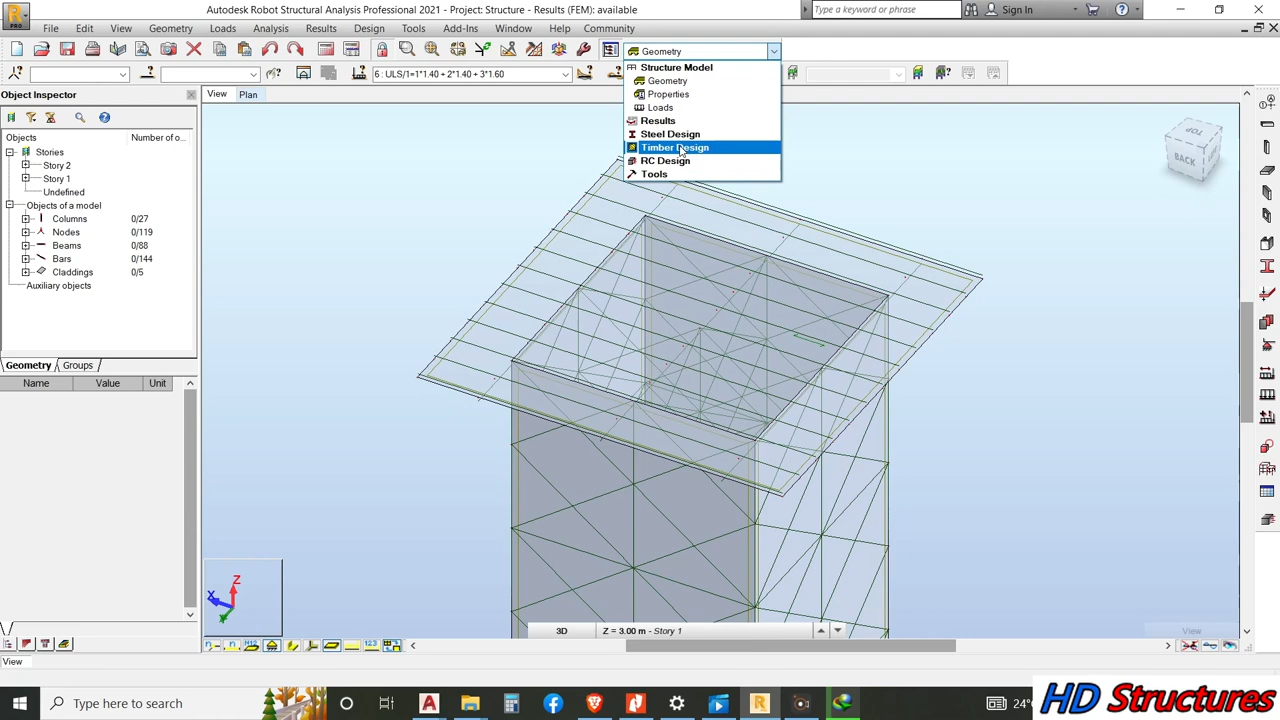 PRO
Autodesk Robot Structural Analysis Professional 2021 - Project: Structure - Results (FEM): available
Type a keyword or phrase
Sign In
File Edit View Geometry Loads Analysis Results Design Tools Add-Ins Window Help Community
Geometry
6 : ULS/1=1*1.40 + 2*1.40 + 3*1.60
Structure Model
Geometry
Properties
Loads
Results
Steel Design
Timber Design
RC Design
Tools
Object Inspector
View Plan
Objects Number of o...
Stories
Story 2
Story 1
Undefined
Objects of a model
Columns 0/27
Nodes 0/119
Beams 0/88
Bars 0/144
Claddings 0/5
Auxiliary objects
Geometry Groups
Name Value Unit
TOP
BACK
Z
X
Y
3D Z = 3.00 m - Story 1
View
View
Type here to search
24°
HD Structures